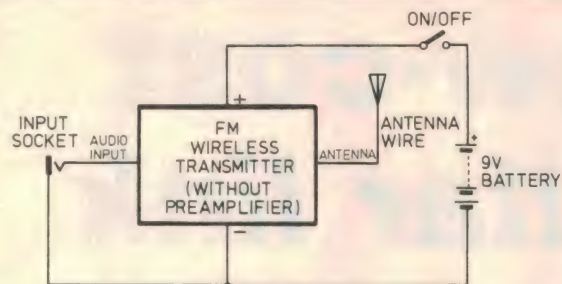 ON/OFF
+
INPUT
SOCKET
AUDIO
INPUT
FM
WIRELESS
TRANSMITTER
(WITHOUT
PREAMPLIFIER)
ANTENNA
ANTENNA
WIRE
+
9V
BATTERY
−